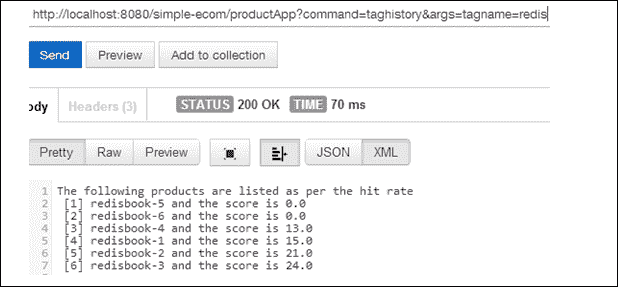 http://localhost:8080/simple-ecom/productApp?command=taghistory&args=tagname=redis
Send Preview Add to collection
ody Headers (3) STATUS 200 OK TIME 70 ms
Pretty Raw Preview JSON XML
1 The following products are listed as per the hit rate
2 [1] redisbook-5 and the score is 0.0
3 [2] redisbook-6 and the score is 0.0
4 [3] redisbook-4 and the score is 13.0
5 [4] redisbook-1 and the score is 15.0
6 [5] redisbook-2 and the score is 21.0
7 [6] redisbook-3 and the score is 24.0